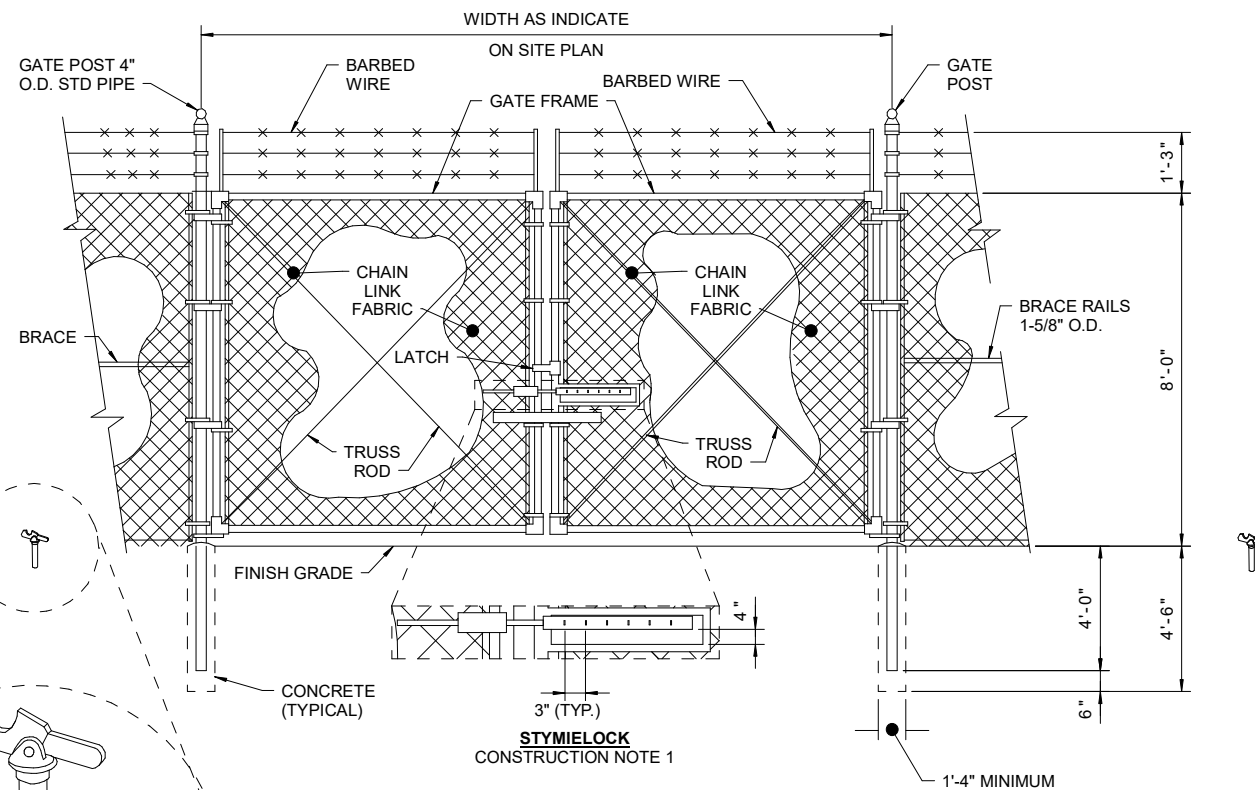 WIDTH AS INDICATE
ON SITE PLAN
GATE POST 4"
O.D. STD PIPE
BARBED
WIRE
BARBED WIRE
GATE
POST
GATE FRAME
1'-3"
CHAIN
LINK
FABRIC
CHAIN
LINK
FABRIC
BRACE RAILS
1-5/8" O.D.
BRACE
LATCH
8'-0"
TRUSS
ROD
TRUSS
ROD
FINISH GRADE
4"
4'-0"
4'-6"
CONCRETE
(TYPICAL)
3" (TYP.)
6"
STYMIELOCK
CONSTRUCTION NOTE 1
1'-4" MINIMUM